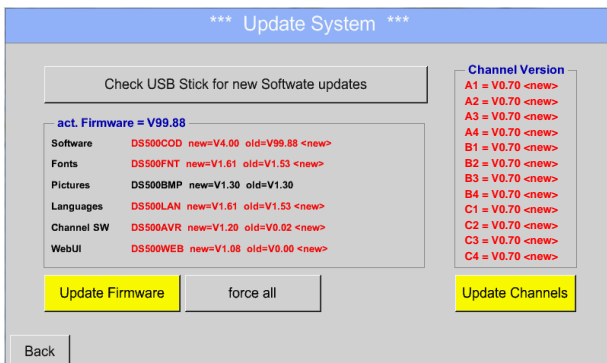 *** Update System ***
Check USB Stick for new Softwate updates
act. Firmware = V99.88
Software DS500COD new=V4.00 old=V99.88 <new>
Fonts DS500FNT new=V1.61 old=V1.53 <new>
Pictures DS500BMP new=V1.30 old=V1.30
Languages DS500LAN new=V1.61 old=V1.53 <new>
Channel SW DS500AVR new=V1.20 old=V0.02 <new>
WebUI DS500WEB new=V1.08 old=V0.00 <new>
Update Firmware
force all
Channel Version
A1 = V0.70 <new>
A2 = V0.70 <new>
A3 = V0.70 <new>
A4 = V0.70 <new>
B1 = V0.70 <new>
B2 = V0.70 <new>
B3 = V0.70 <new>
B4 = V0.70 <new>
C1 = V0.70 <new>
C2 = V0.70 <new>
C3 = V0.70 <new>
C4 = V0.70 <new>
Update Channels
Back